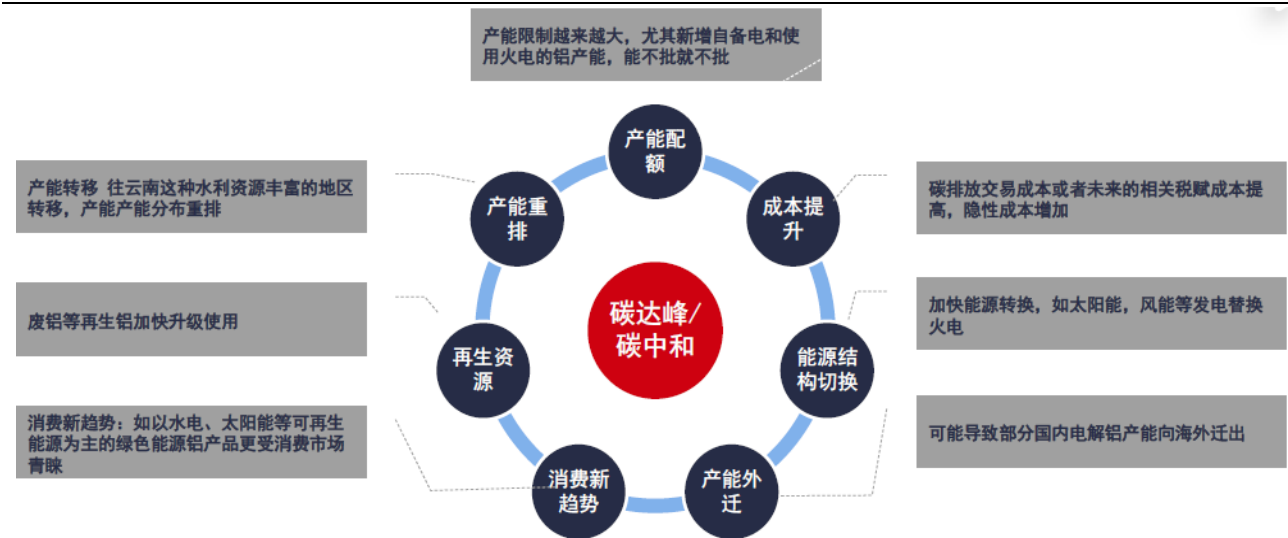 产能限制越来越大，尤其新增自备电和使
用火电的铝产能，能不批就不批
产能配
额
产能转移 往云南这种水利资源丰富的地区
转移，产能产能分布重排
产能重
排
成本提
升
碳排放交易成本或者未来的相关税赋成本提
高，隐性成本增加
废铝等再生铝加快升级使用
再生资
源
碳达峰/
碳中和
能源结
构切换
加快能源转换，如太阳能，风能等发电替换
火电
消费新趋势：如以水电、太阳能等可再生
能源为主的绿色能源铝产品更受消费市场
青睐
消费新
趋势
产能外
迁
可能导致部分国内电解铝产能向海外迁出